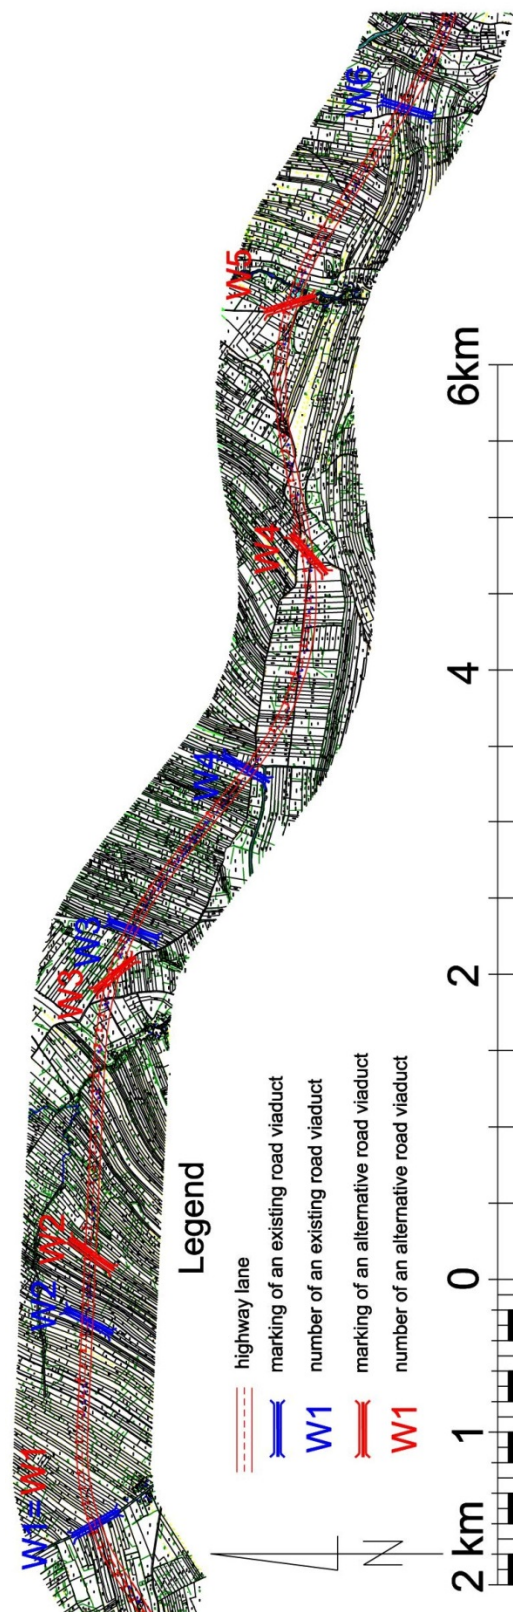 W1=W1
W2
W2
W3
W3
W4
W4
W5
W6
Legend
highway lane
marking of an existing road viaduct
W1 number of an existing road viaduct
marking of an alternative road viaduct
W1 number of an alternative road viaduct
N
2 km 1 0 2 4 6km